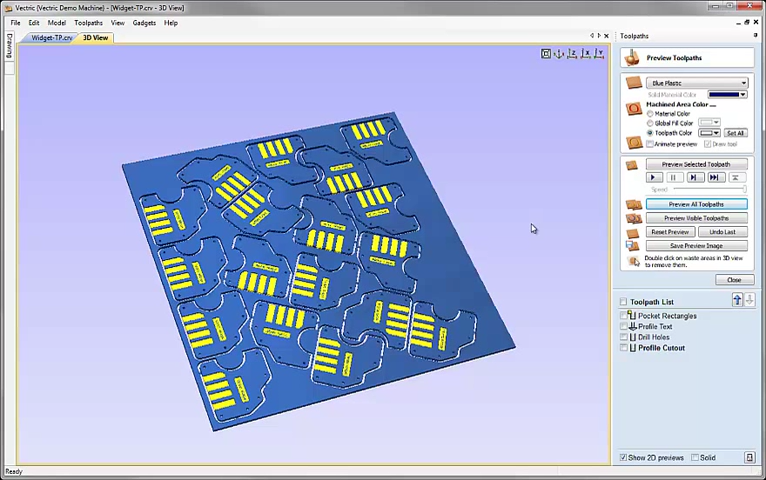 Vectric {Vectric Demo Machine} - [Widget-TP.crv - 3D View]
File Edit Model Toolpaths View Gadgets Help
Drawing
Widget-TP.crv 3D View
Toolpaths
Preview Toolpaths
Blue Plastic
Solid Material Color
Machined Area Color
Material Color
Global Fill Color
Toolpath Color Set All
Animate preview Draw tool
Preview Selected Toolpath
Speed
Preview All Toolpaths
Preview Visible Toolpaths
Reset Preview Undo Last
Save Preview Image
Double click on waste areas in 3D view
to remove them.
Close
Toolpath List
Pocket Rectangles
Profile Text
Drill Holes
Profile Cutout
Show 2D previews Solid
Ready